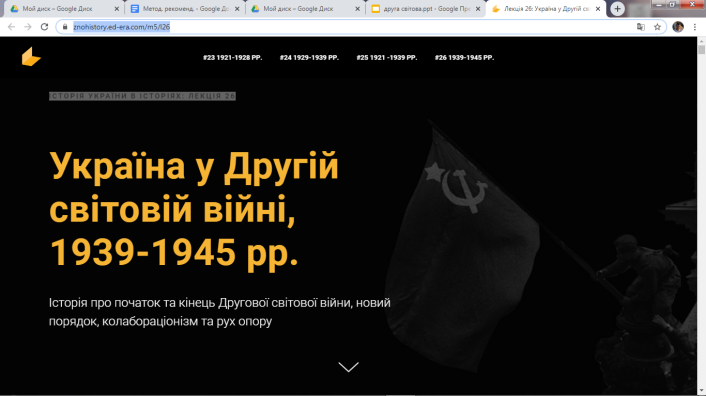 Мой диск – Google Диск
Метод. рекоменд. – Google До
Мой диск – Google Диск
друга світова.ppt – Google Пре
Лекція 26: Україна у Другій св
znohistory.ed-era.com/m5/l26
#23 1921-1928 РР.
#24 1929-1939 РР.
#25 1921 -1939 РР.
#26 1939-1945 РР.
ІСТОРІЯ УКРАЇНИ В ІСТОРІЯХ: ЛЕКЦІЯ 26
Україна у Другій
світовій війні,
1939-1945 рр.
Історія про початок та кінець Другової світової війни, новий
порядок, колабораціонізм та рух опору